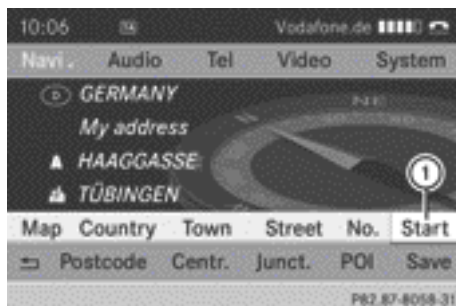 10:06 Vodafone.de
Navi. Audio Tel Video System
GERMANY
NE
My address
HAAGGASSE
TÜBINGEN
1
Map Country Town Street No. Start
Postcode Centr. Junct. POI Save
P82.87-8058-31